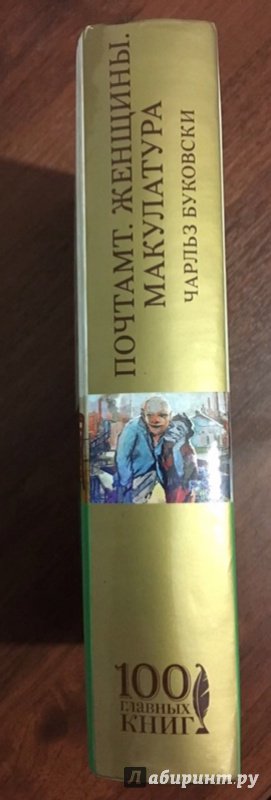 ПОЧТАМТ. ЖЕНЩИНЫ.
МАКУЛАТУРА
ЧАРЛЬЗ БУКОВСКИ
100
ГЛАВНЫХ
КНИГ
Лабиринт.ру